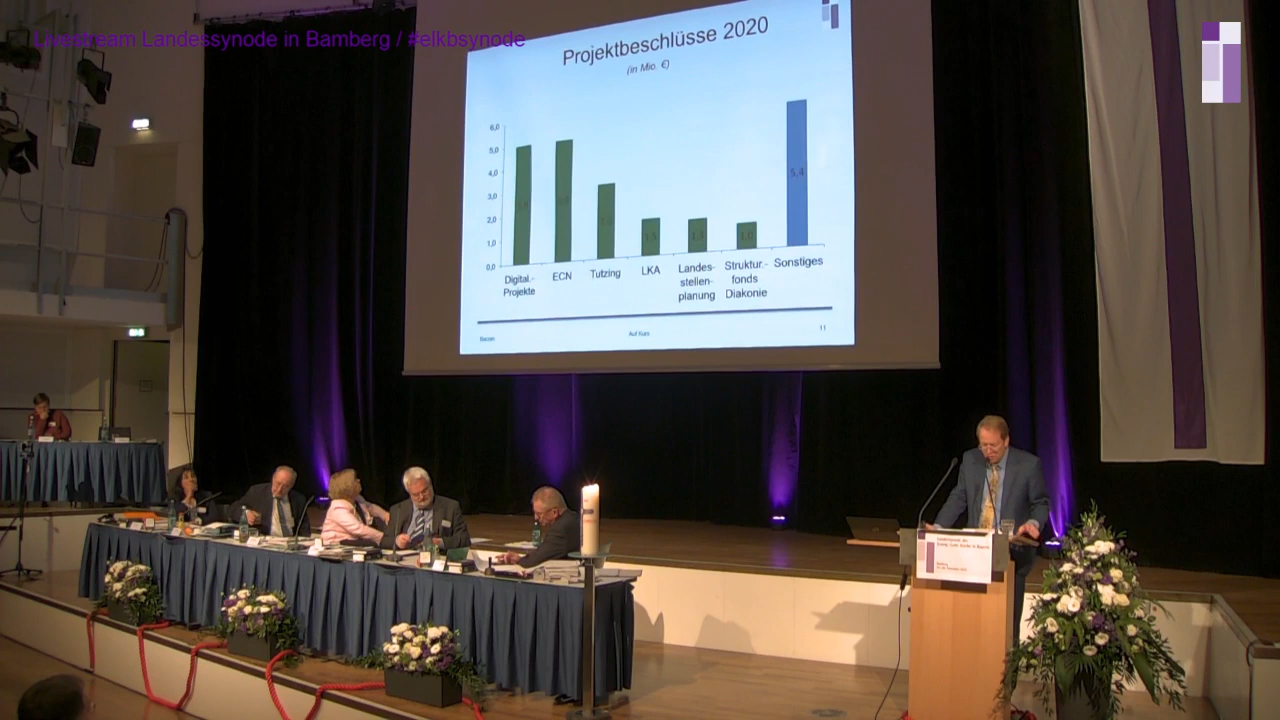 Livestream Landessynode in Bamberg / #elkbsynode
Projektbeschlüsse 2020
(in Mio. €)
6,0
5,0
4,0
3,0
2,0
1,0
0,0
5,4
Digital.-
Projekte
ECN
Tutzing
LKA
Landes-
stellen-
planung
Struktur.-
fonds
Diakonie
Sonstiges
Auf Kurs
11